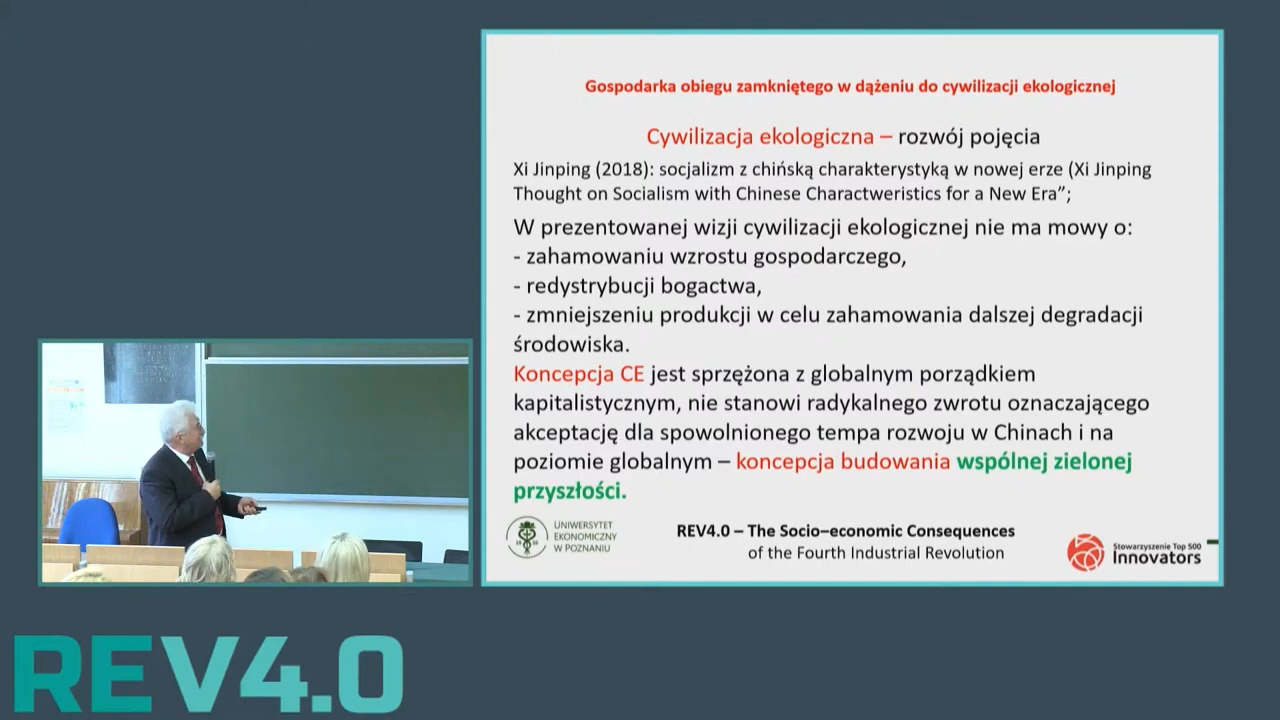 Gospodarka obiegu zamkniętego w dążeniu do cywilizacji ekologicznej
Cywilizacja ekologiczna – rozwój pojęcia
Xi Jinping (2018): socjalizm z chińską charakterystyką w nowej erze (Xi Jinping
Thought on Socialism with Chinese Charactweristics for a New Era”;
W prezentowanej wizji cywilizacji ekologicznej nie ma mowy o:
- zahamowaniu wzrostu gospodarczego,
- redystrybucji bogactwa,
- zmniejszeniu produkcji w celu zahamowania dalszej degradacji
środowiska.
Koncepcja CE jest sprzężona z globalnym porządkiem
kapitalistycznym, nie stanowi radykalnego zwrotu oznaczającego
akceptację dla spowolnionego tempa rozwoju w Chinach i na
poziomie globalnym – koncepcja budowania wspólnej zielonej
przyszłości.
UNIWERSYTET
EKONOMICZNY
W POZNANIU
REV4.0 – The Socio–economic Consequences
of the Fourth Industrial Revolution
Stowarzyszenie Top 500
Innovators
REV4.0